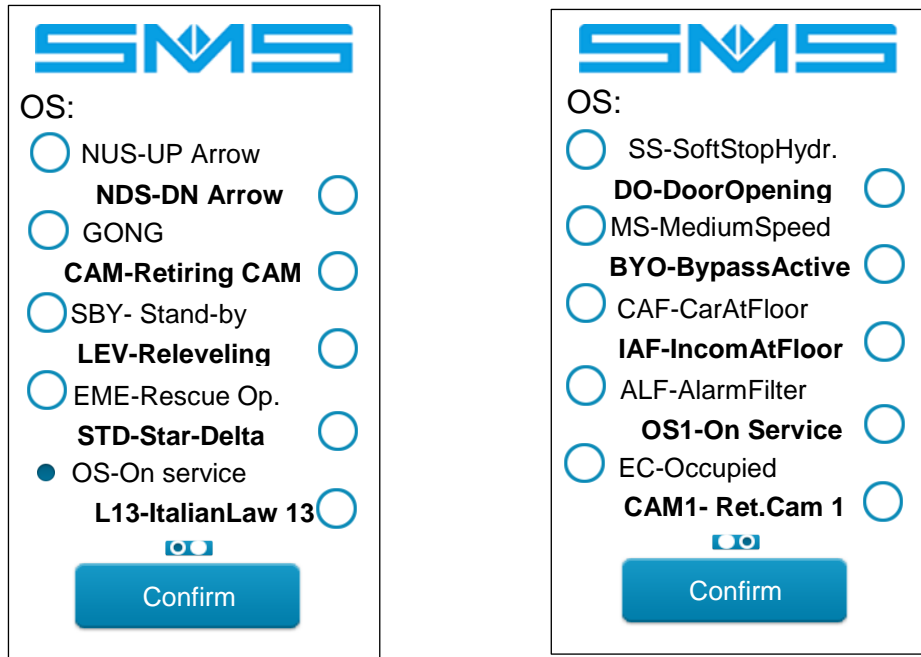 SMS
OS:
NUS-UP Arrow
NDS-DN Arrow
GONG
CAM-Retiring CAM
SBY- Stand-by
LEV-Releveling
EME-Rescue Op.
STD-Star-Delta
OS-On service
L13-ItalianLaw 13
Confirm
SMS
OS:
SS-SoftStopHydr.
DO-DoorOpening
MS-MediumSpeed
BYO-BypassActive
CAF-CarAtFloor
IAF-IncomAtFloor
ALF-AlarmFilter
OS1-On Service
EC-Occupied
CAM1- Ret.Cam 1
Confirm